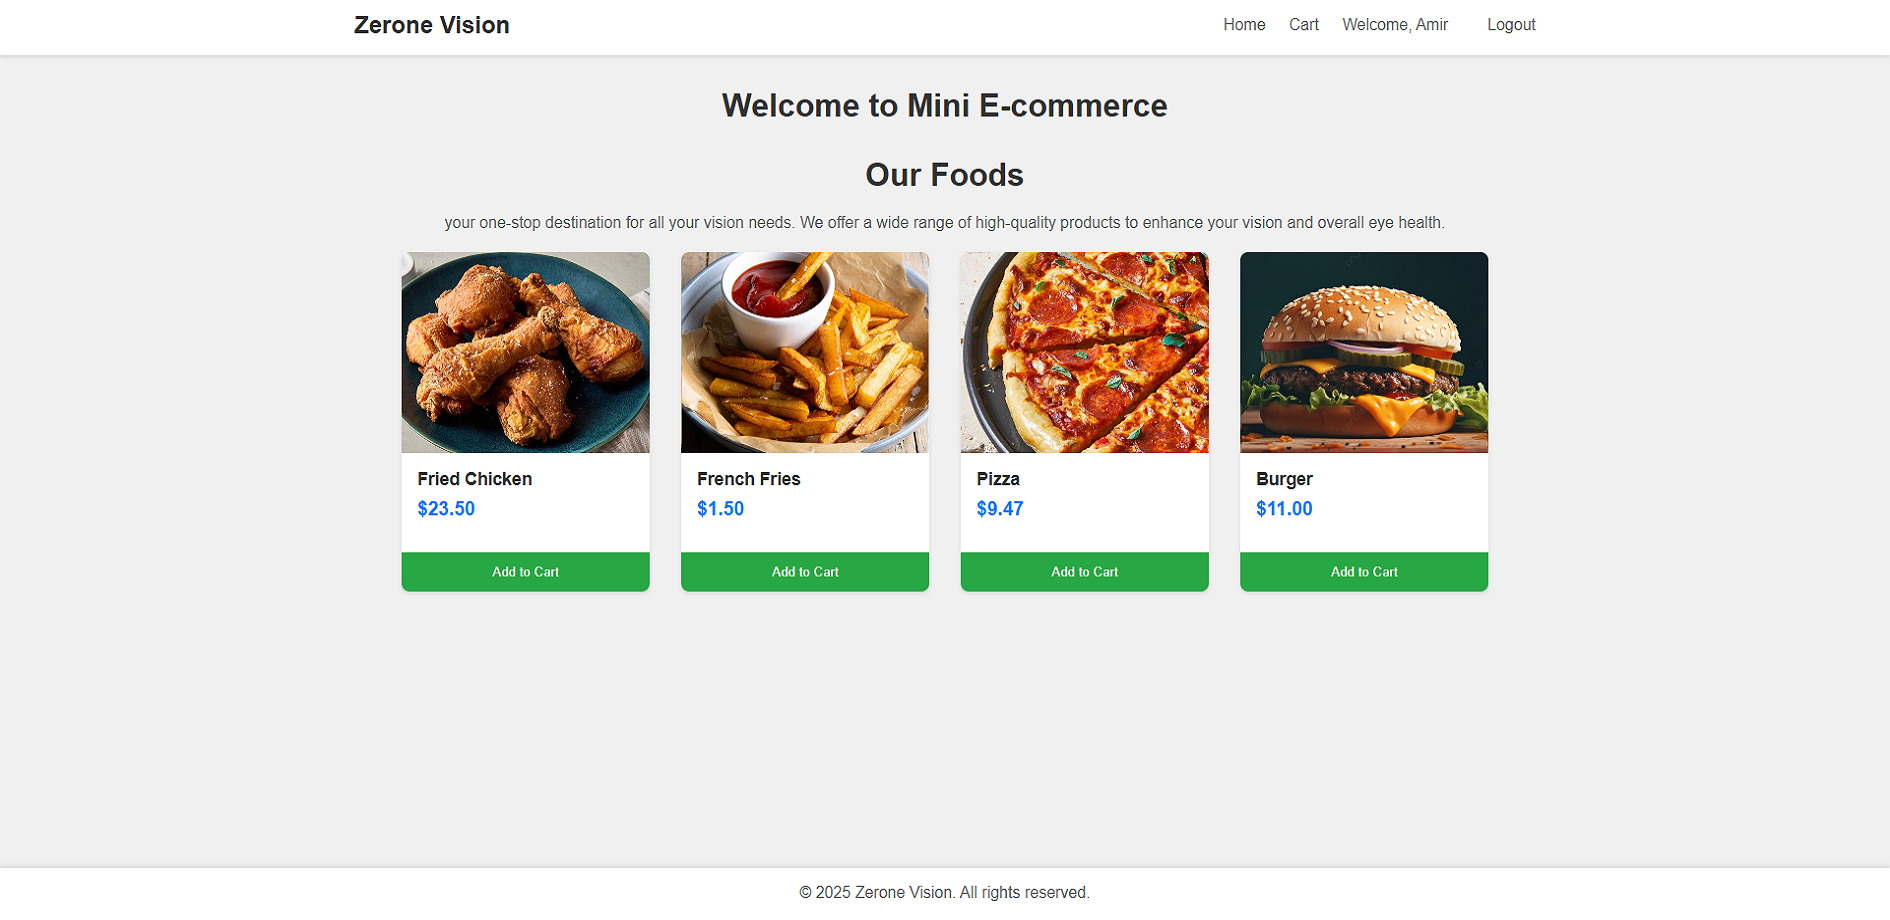 Zerone Vision
Home Cart Welcome, Amir Logout
Welcome to Mini E-commerce
Our Foods
your one-stop destination for all your vision needs. We offer a wide range of high-quality products to enhance your vision and overall eye health.
Fried Chicken
$23.50
Add to Cart
French Fries
$1.50
Add to Cart
Pizza
$9.47
Add to Cart
Burger
$11.00
Add to Cart
© 2025 Zerone Vision. All rights reserved.